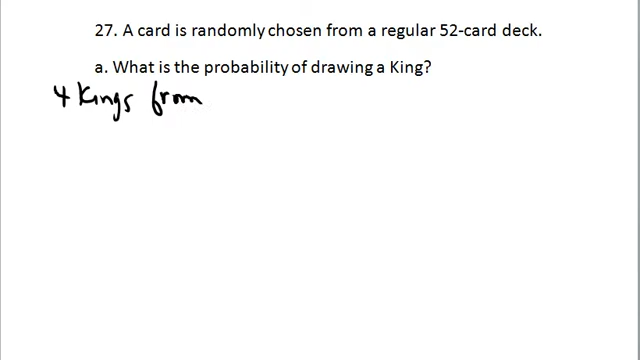 27. A card is randomly chosen from a regular 52-card deck.
a. What is the probability of drawing a King?
4 Kings from